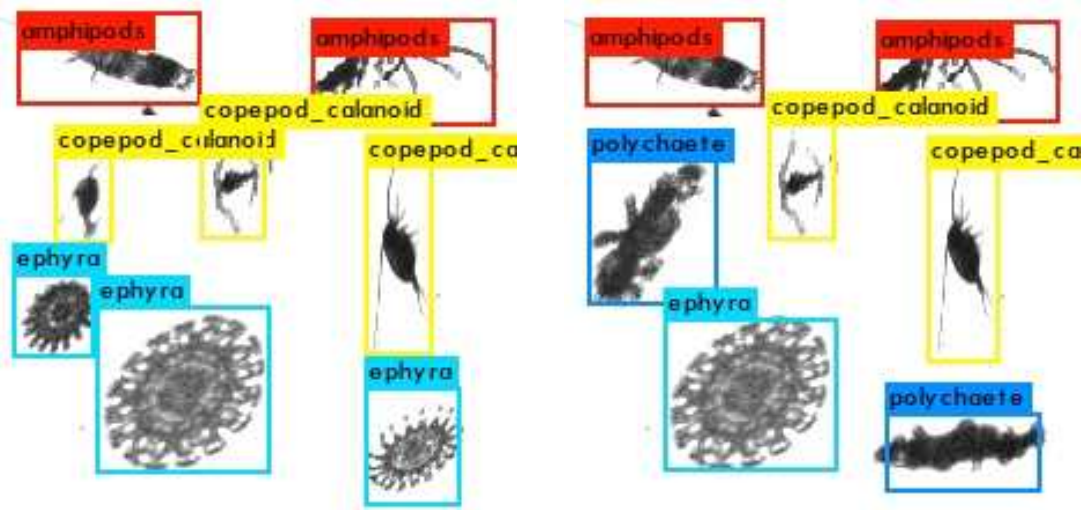 amphipods
amphipods
copepod_calanoid
copepod_calanoid
copepod_ca
ephyra
ephyra
ephyra
amphipods
amphipods
copepod_calanoid
polychaete
copepod_ca
ephyra
polychaete